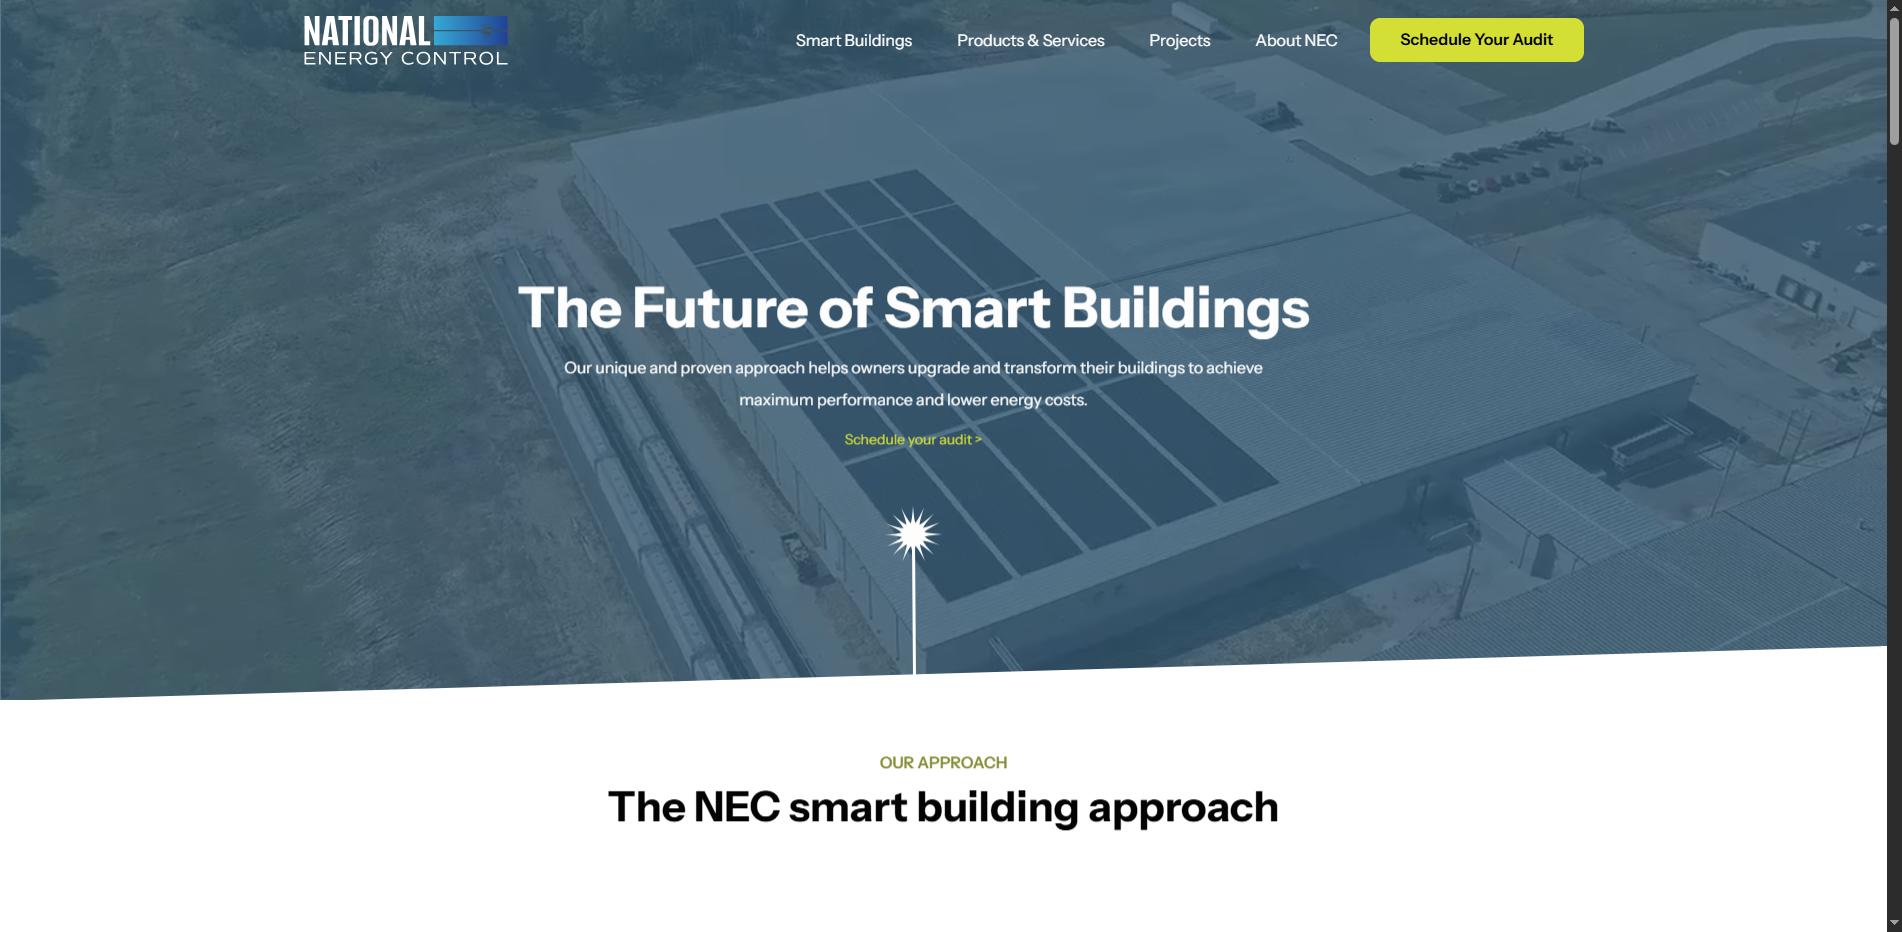 NATIONAL
ENERGY CONTROL
Smart Buildings
Products & Services
Projects
About NEC
Schedule Your Audit
The Future of Smart Buildings
Our unique and proven approach helps owners upgrade and transform their buildings to achieve
maximum performance and lower energy costs.
Schedule your audit >
OUR APPROACH
The NEC smart building approach